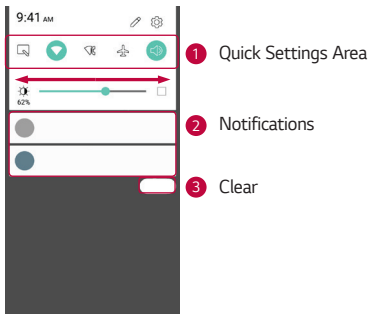 9:41 AM
1 Quick Settings Area
62%
2 Notifications
3 Clear